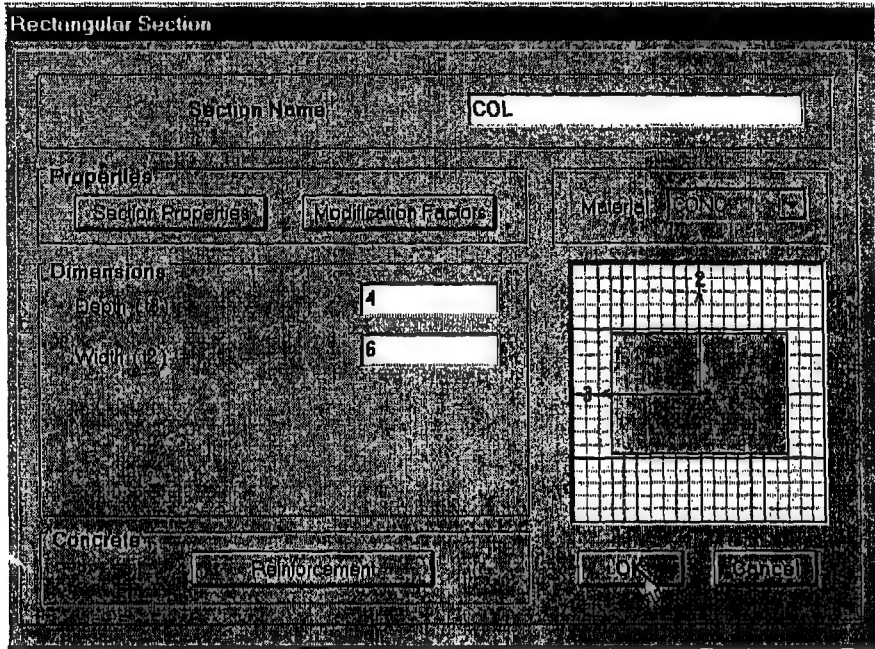 Rectangular Section
Section Name COL
Properties
Section Properties Modification Factors
Material CONC
Dimensions
Depth (t3) 4
Width (t2) 6
2
3
Concrete
Reinforcement
OK Cancel